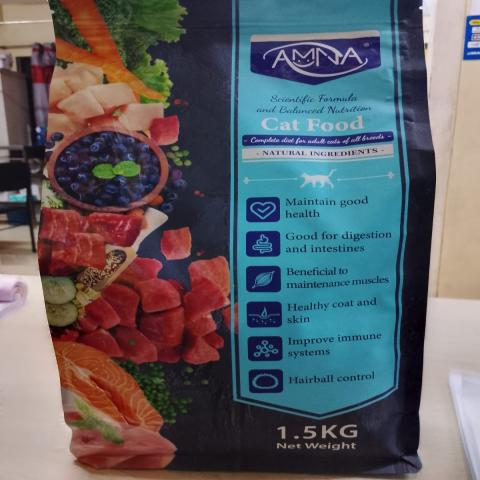 AMNA
Scientific Formula
and Balanced Nutrition
Cat Food
- Complete diet for adult cats of all breeds -
- NATURAL INGREDIENTS -
Maintain good
health
Good for digestion
and intestines
Beneficial to
maintenance muscles
Healthy coat and
skin
Improve immune
systems
Hairball control
1.5KG
Net Weight